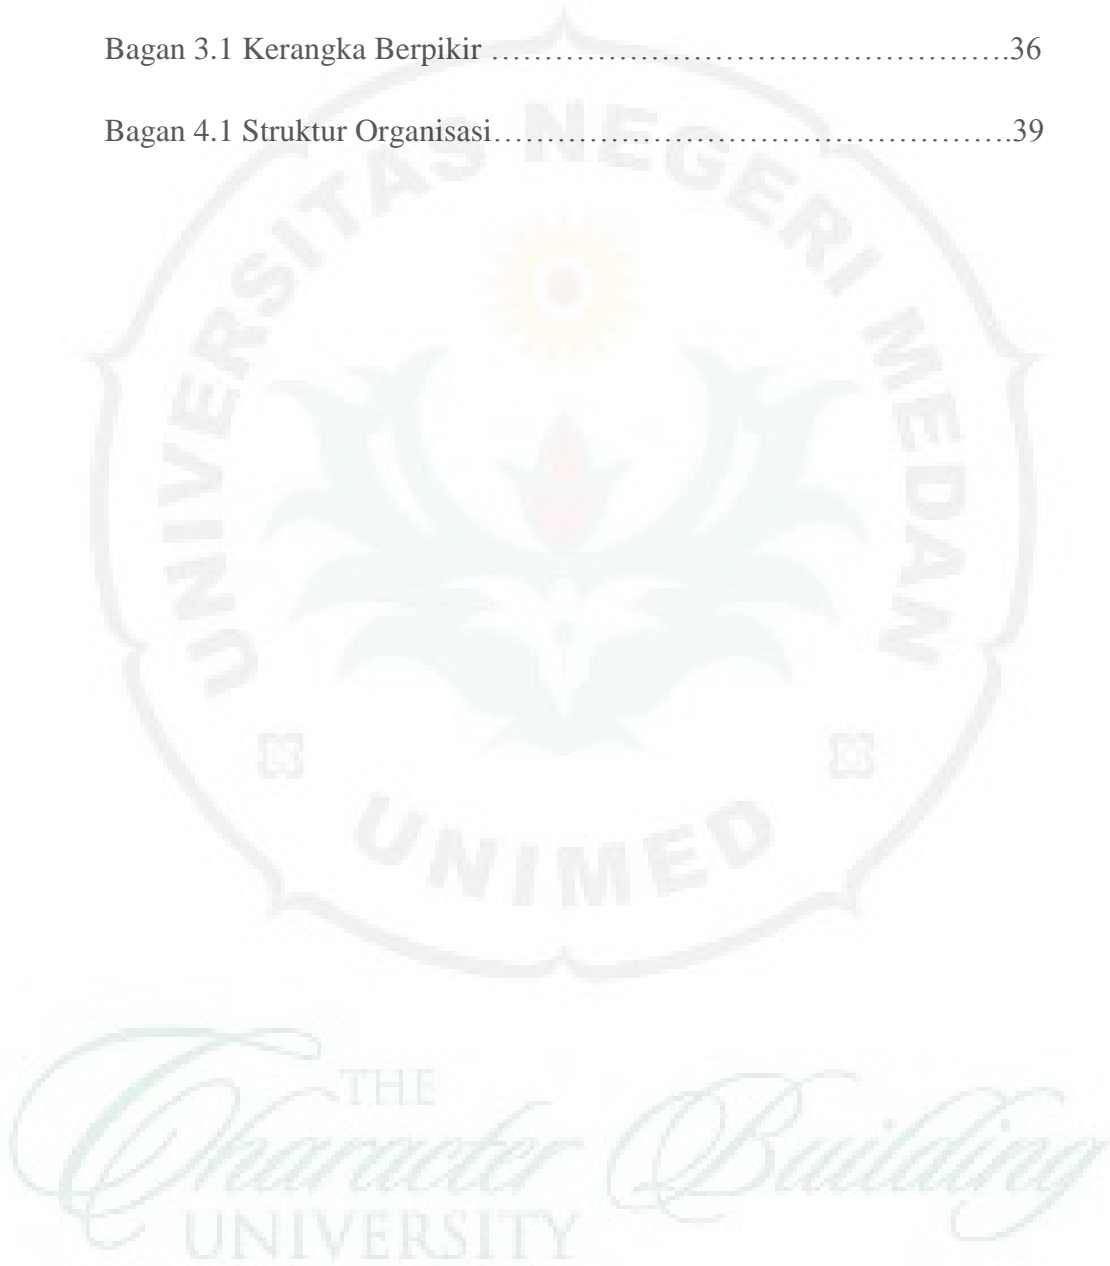 Bagan 3.1 Kerangka Berpikir …………………………………………….36
Bagan 4.1 Struktur Organisasi………………………………………….39
UNIVERSITAS NEGERI MEDAN
UNIMED
THE
Character Building
UNIVERSITY